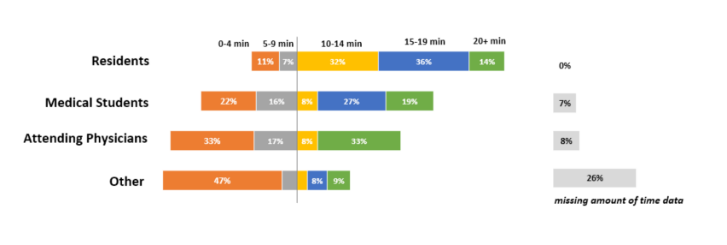 0-4 min 5-9 min 10-14 min 15-19 min 20+ min
Residents 11% 7% 32% 36% 14% 0%
Medical Students 22% 16% 8% 27% 19% 7%
Attending Physicians 33% 17% 8% 33% 8%
Other 47% 8% 9% 26%
missing amount of time data